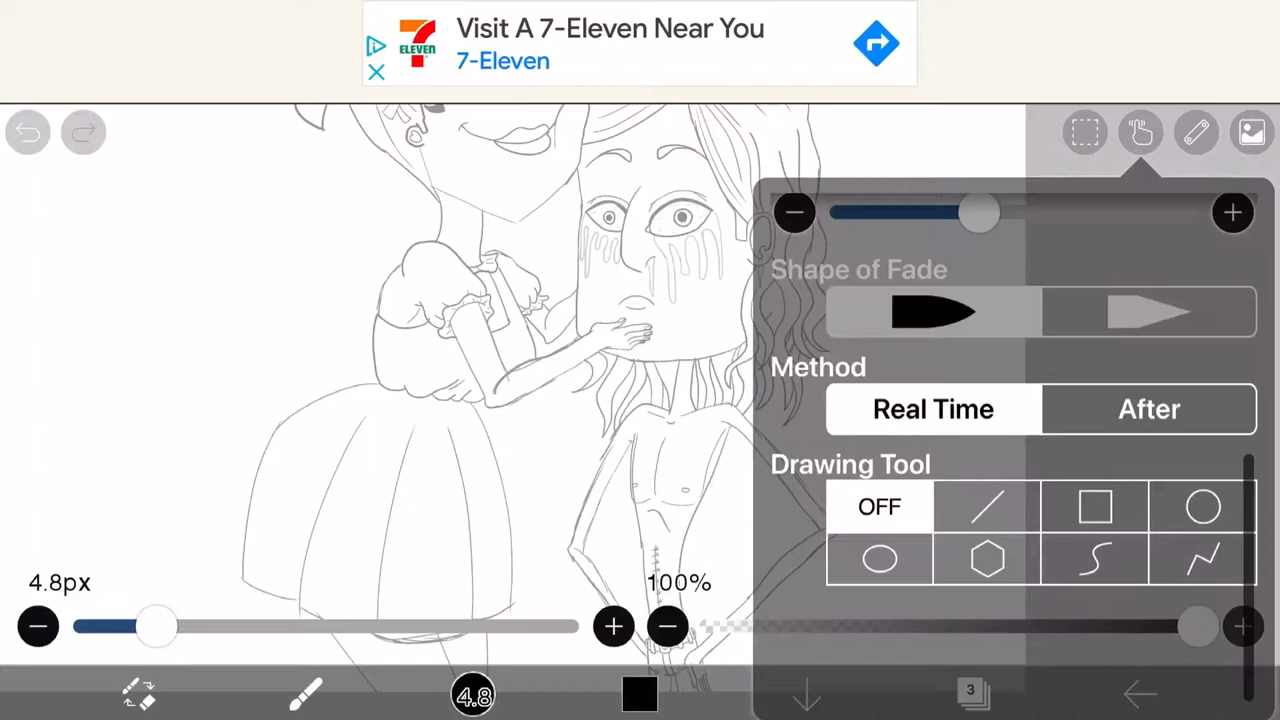 Visit A 7-Eleven Near You
7-Eleven
ELEVEN
Shape of Fade
Method
Real Time
After
Drawing Tool
OFF
4.8px
100%
4.8
3